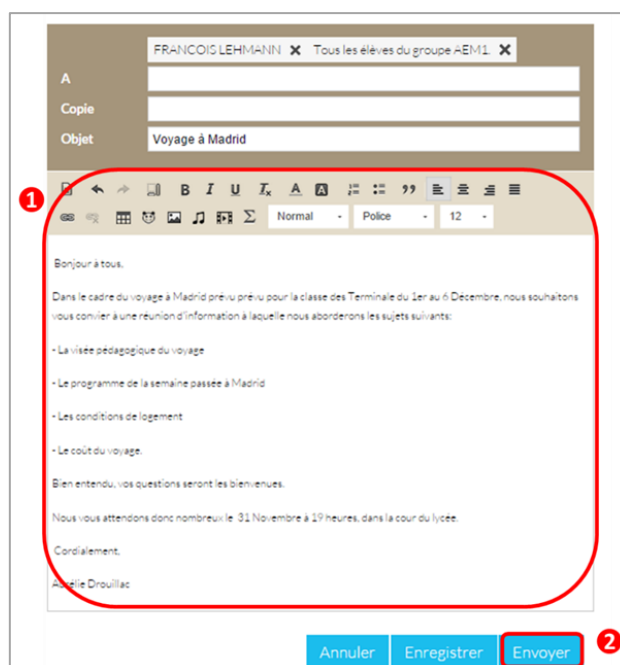 FRANCOIS LEHMANN ✖ Tous les élèves du groupe AEM1. ✖
A
Copie
Objet Voyage à Madrid
1
B I U Ix A A ” 
Σ Normal Police 12
Bonjour à tous,
Dans le cadre du voyage à Madrid prévu prévu pour la classe des Terminale du 1er au 6 Décembre, nous souhaitons
vous convier à une réunion d'information à laquelle nous aborderons les sujets suivants:
- La visée pédagogique du voyage
- Le programme de la semaine passée à Madrid
- Les conditions de logement
- Le coût du voyage.
Bien entendu, vos questions seront les bienvenues.
Nous vous attendons donc nombreux le 31 Novembre à 19 heures, dans la cour du lycée.
Cordialement,
Aurélie Drouillac
Annuler Enregistrer Envoyer 2